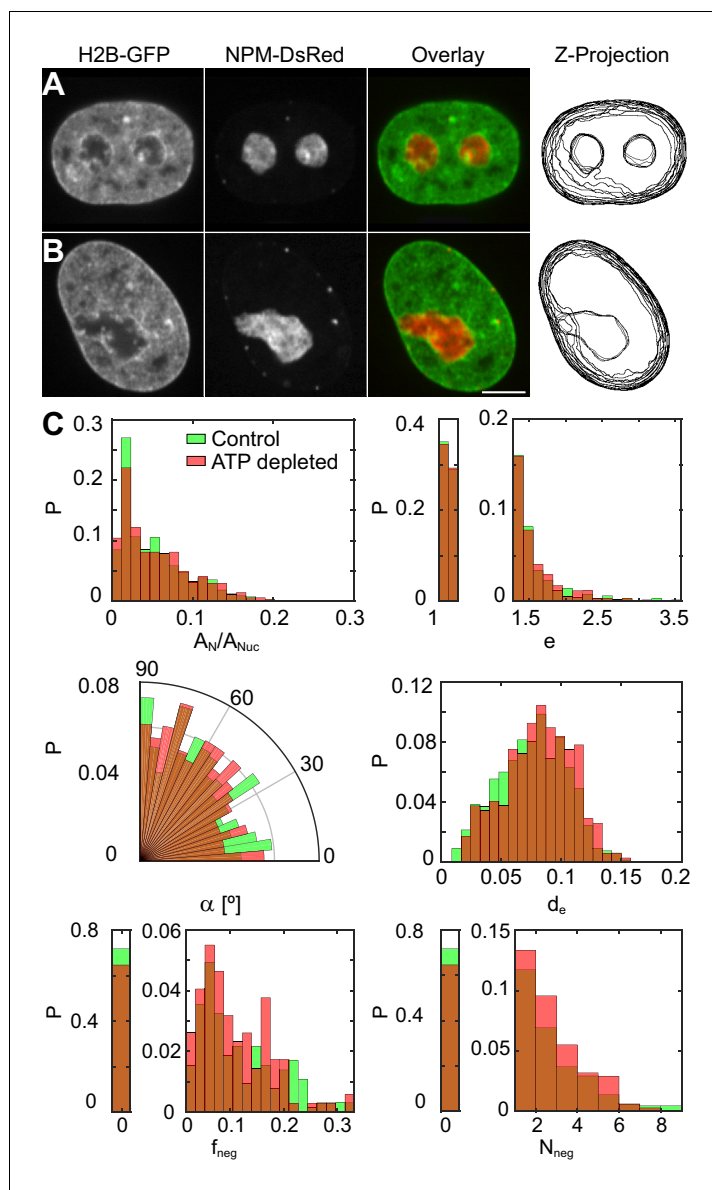 H2B-GFP NPM-DsRed Overlay Z-Projection
A
B
C
Control
ATP depleted
0.3
0.2
0.1
0
P
0 0.1 0.2 0.3
A_N/A_Nuc
0.4
0.2
0
P
1
0.2
0.1
0
1.5 2.5 3.5
e
90
60
30
0
0.08
0.04
0
P
α [º]
0.12
0.08
0.04
0
P
0 0.05 0.1 0.15 0.2
d_e
0.8
0.4
0
P
0
0.06
0.04
0.02
0
0.1 0.2 0.3
f_neg
0.8
0.4
0
P
0
0.15
0.1
0.05
0
2 4 6 8
N_neg